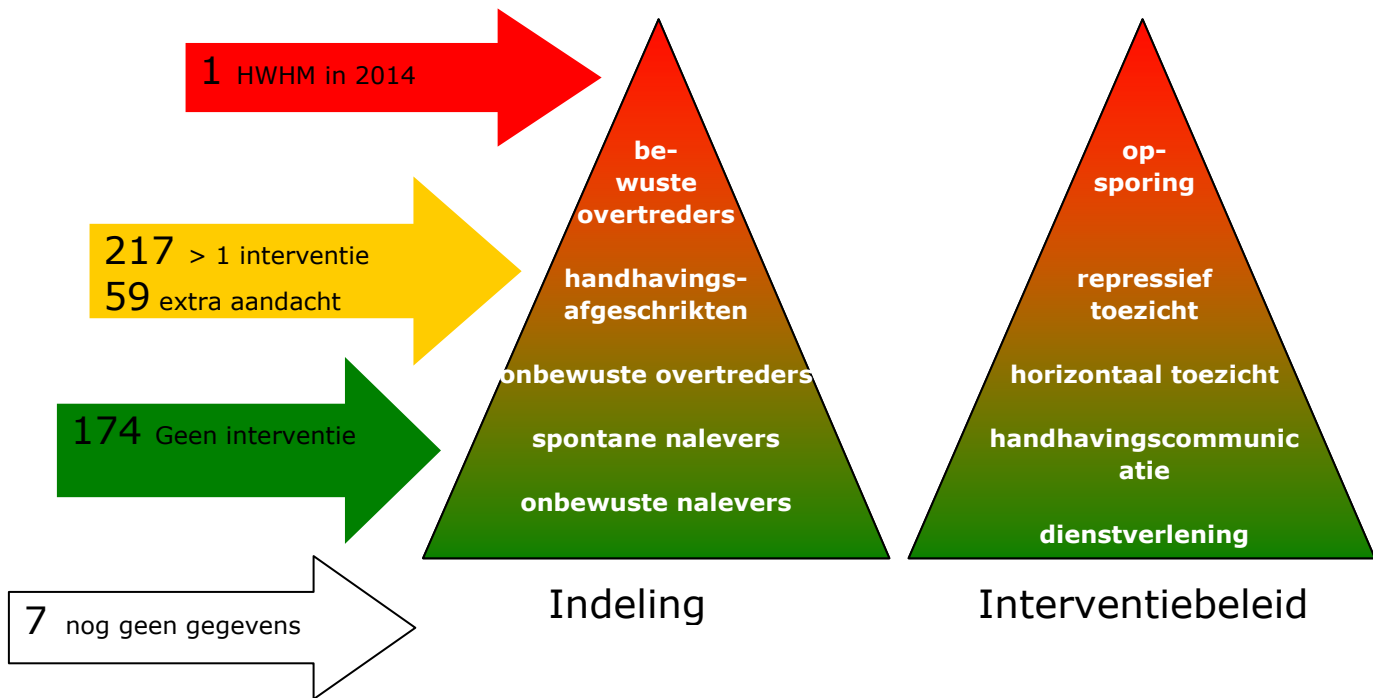 1 HWHM in 2014
217 > 1 interventie
59 extra aandacht
174 Geen interventie
7 nog geen gegevens
be-
wuste
overtreders
handhavings-
afgeschrikten
onbewuste overtreders
spontane nalevers
onbewuste nalevers
Indeling
op-
sporing
repressief
toezicht
horizontaal toezicht
handhavingscommunic
atie
dienstverlening
Interventiebeleid